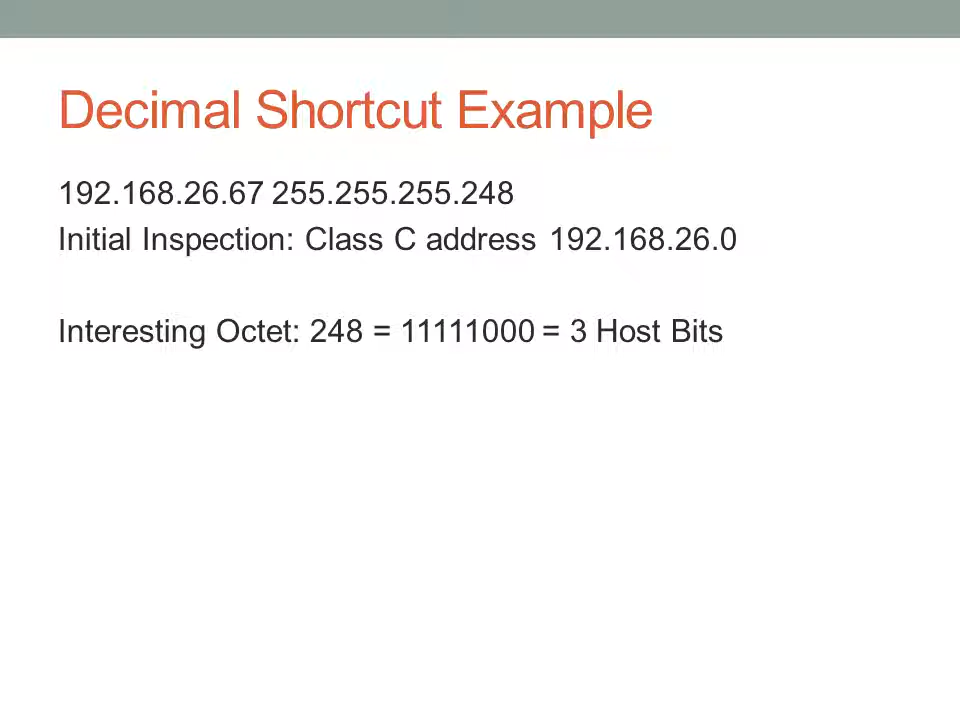 Decimal Shortcut Example
192.168.26.67 255.255.255.248
Initial Inspection: Class C address 192.168.26.0
Interesting Octet: 248 = 11111000 = 3 Host Bits